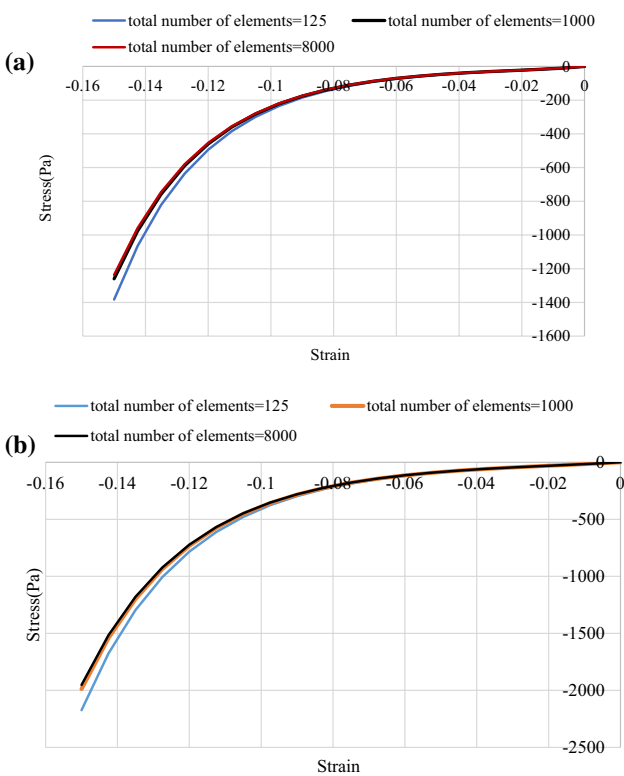 total number of elements=125 total number of elements=1000
total number of elements=8000
(a)
-0.16 -0.14 -0.12 -0.1 -0.08 -0.06 -0.04 -0.02 0
0
-200
-400
-600
-800
-1000
-1200
-1400
-1600
Stress(Pa)
Strain
total number of elements=125 total number of elements=1000
total number of elements=8000
(b)
-0.16 -0.14 -0.12 -0.1 -0.08 -0.06 -0.04 -0.02 0
0
-500
-1000
-1500
-2000
-2500
Stress(Pa)
Strain